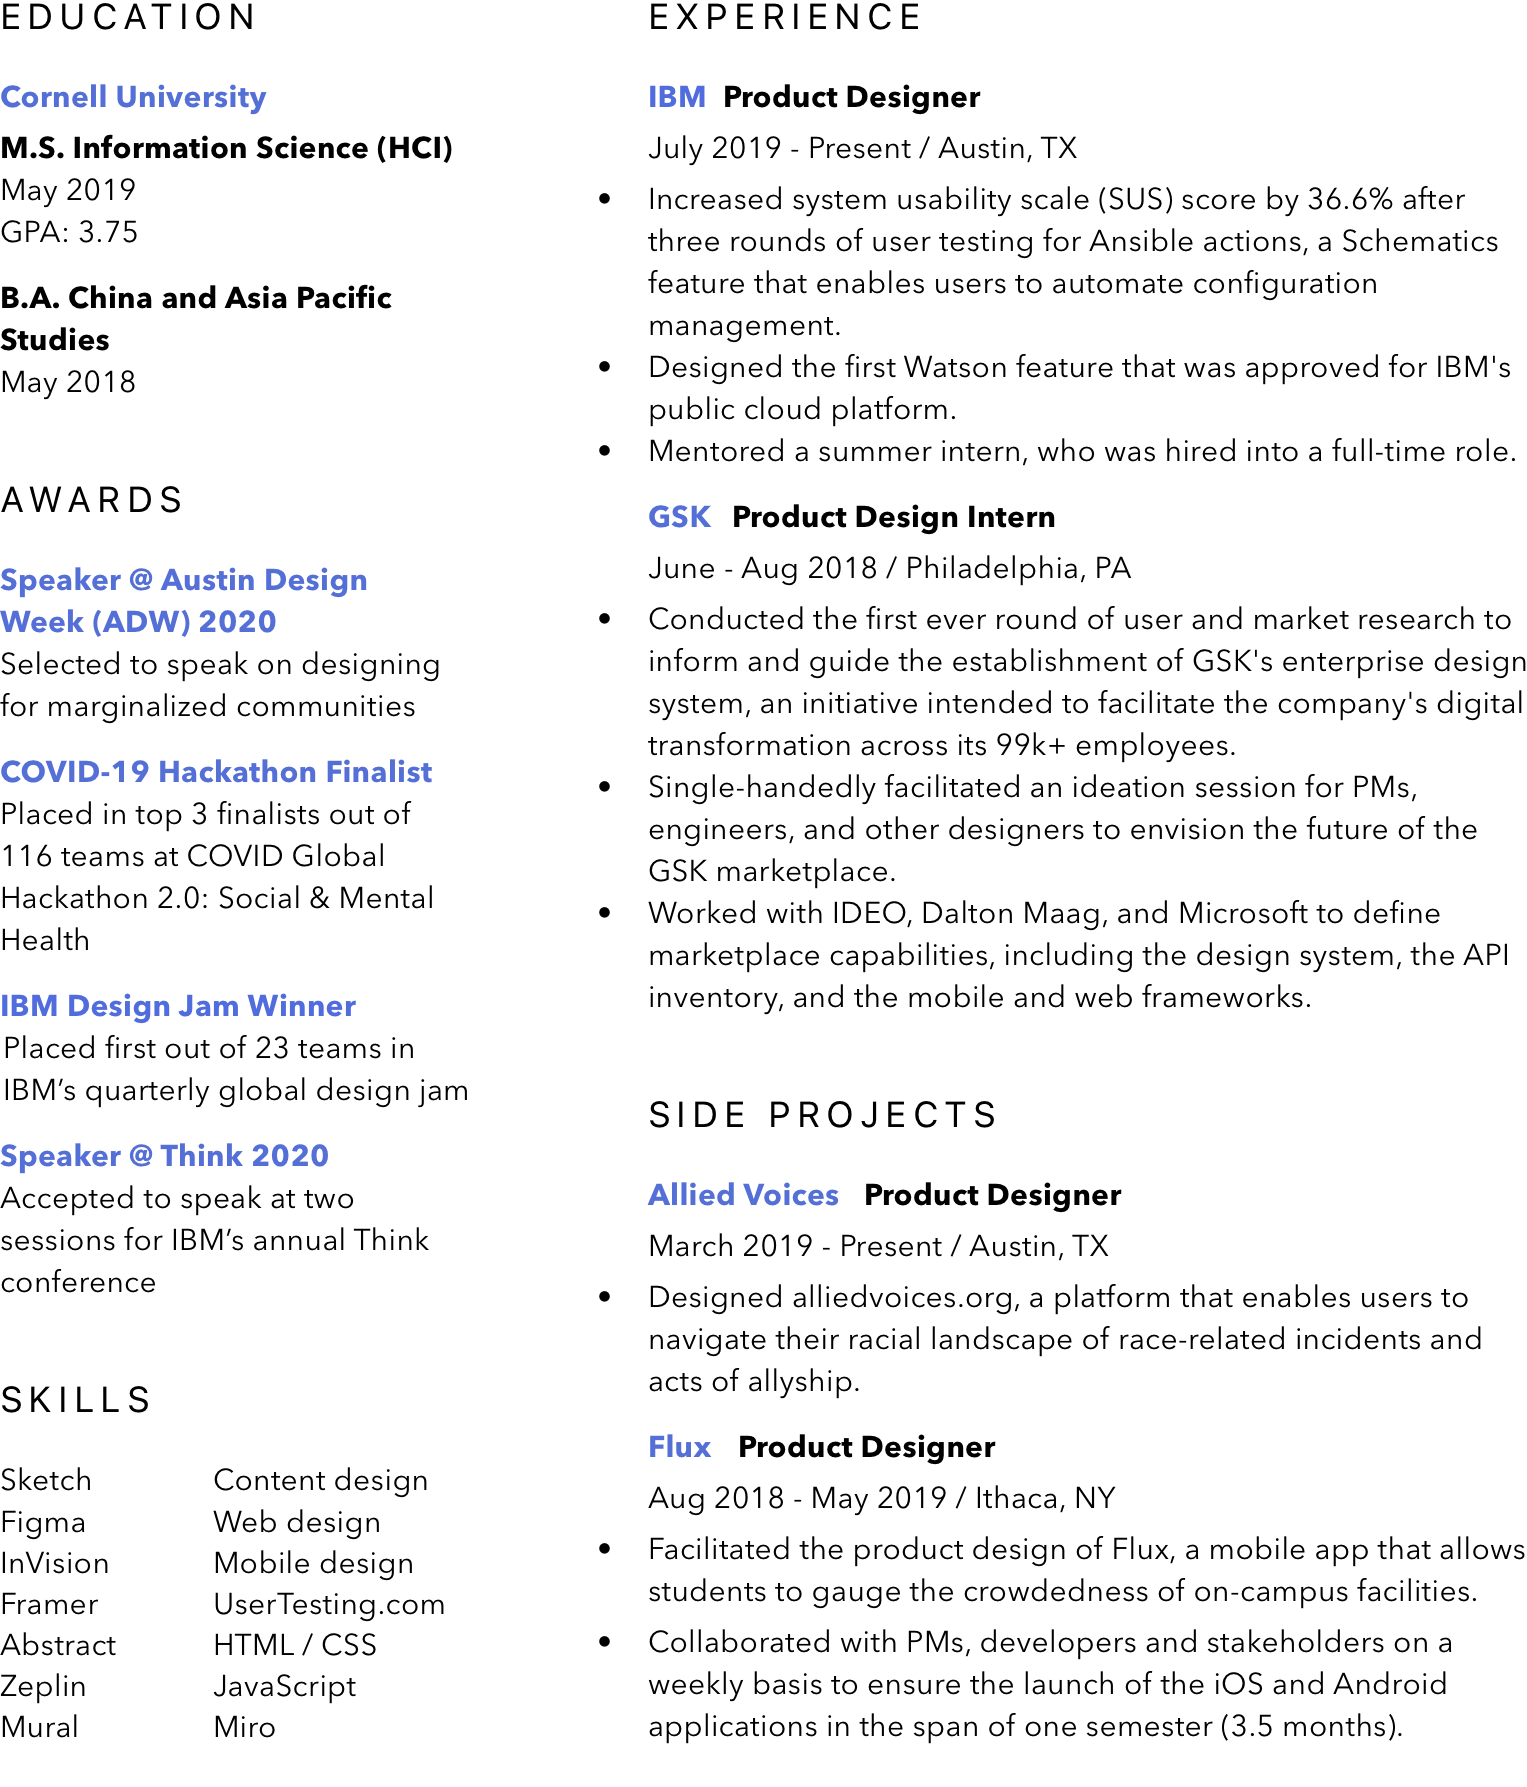 EDUCATION
Cornell University
M.S. Information Science (HCI)
May 2019
GPA: 3.75
B.A. China and Asia Pacific
Studies
May 2018
AWARDS
Speaker @ Austin Design
Week (ADW) 2020
Selected to speak on designing
for marginalized communities
COVID-19 Hackathon Finalist
Placed in top 3 finalists out of
116 teams at COVID Global
Hackathon 2.0: Social & Mental
Health
IBM Design Jam Winner
Placed first out of 23 teams in
IBM’s quarterly global design jam
Speaker @ Think 2020
Accepted to speak at two
sessions for IBM’s annual Think
conference
SKILLS
Sketch Content design
Figma Web design
InVision Mobile design
Framer UserTesting.com
Abstract HTML / CSS
Zeplin JavaScript
Mural Miro
EXPERIENCE
IBM Product Designer
July 2019 - Present / Austin, TX
• Increased system usability scale (SUS) score by 36.6% after
three rounds of user testing for Ansible actions, a Schematics
feature that enables users to automate configuration
management.
• Designed the first Watson feature that was approved for IBM's
public cloud platform.
• Mentored a summer intern, who was hired into a full-time role.
GSK Product Design Intern
June - Aug 2018 / Philadelphia, PA
• Conducted the first ever round of user and market research to
inform and guide the establishment of GSK's enterprise design
system, an initiative intended to facilitate the company's digital
transformation across its 99k+ employees.
• Single-handedly facilitated an ideation session for PMs,
engineers, and other designers to envision the future of the
GSK marketplace.
• Worked with IDEO, Dalton Maag, and Microsoft to define
marketplace capabilities, including the design system, the API
inventory, and the mobile and web frameworks.
SIDE PROJECTS
Allied Voices Product Designer
March 2019 - Present / Austin, TX
• Designed alliedvoices.org, a platform that enables users to
navigate their racial landscape of race-related incidents and
acts of allyship.
Flux Product Designer
Aug 2018 - May 2019 / Ithaca, NY
• Facilitated the product design of Flux, a mobile app that allows
students to gauge the crowdedness of on-campus facilities.
• Collaborated with PMs, developers and stakeholders on a
weekly basis to ensure the launch of the iOS and Android
applications in the span of one semester (3.5 months).